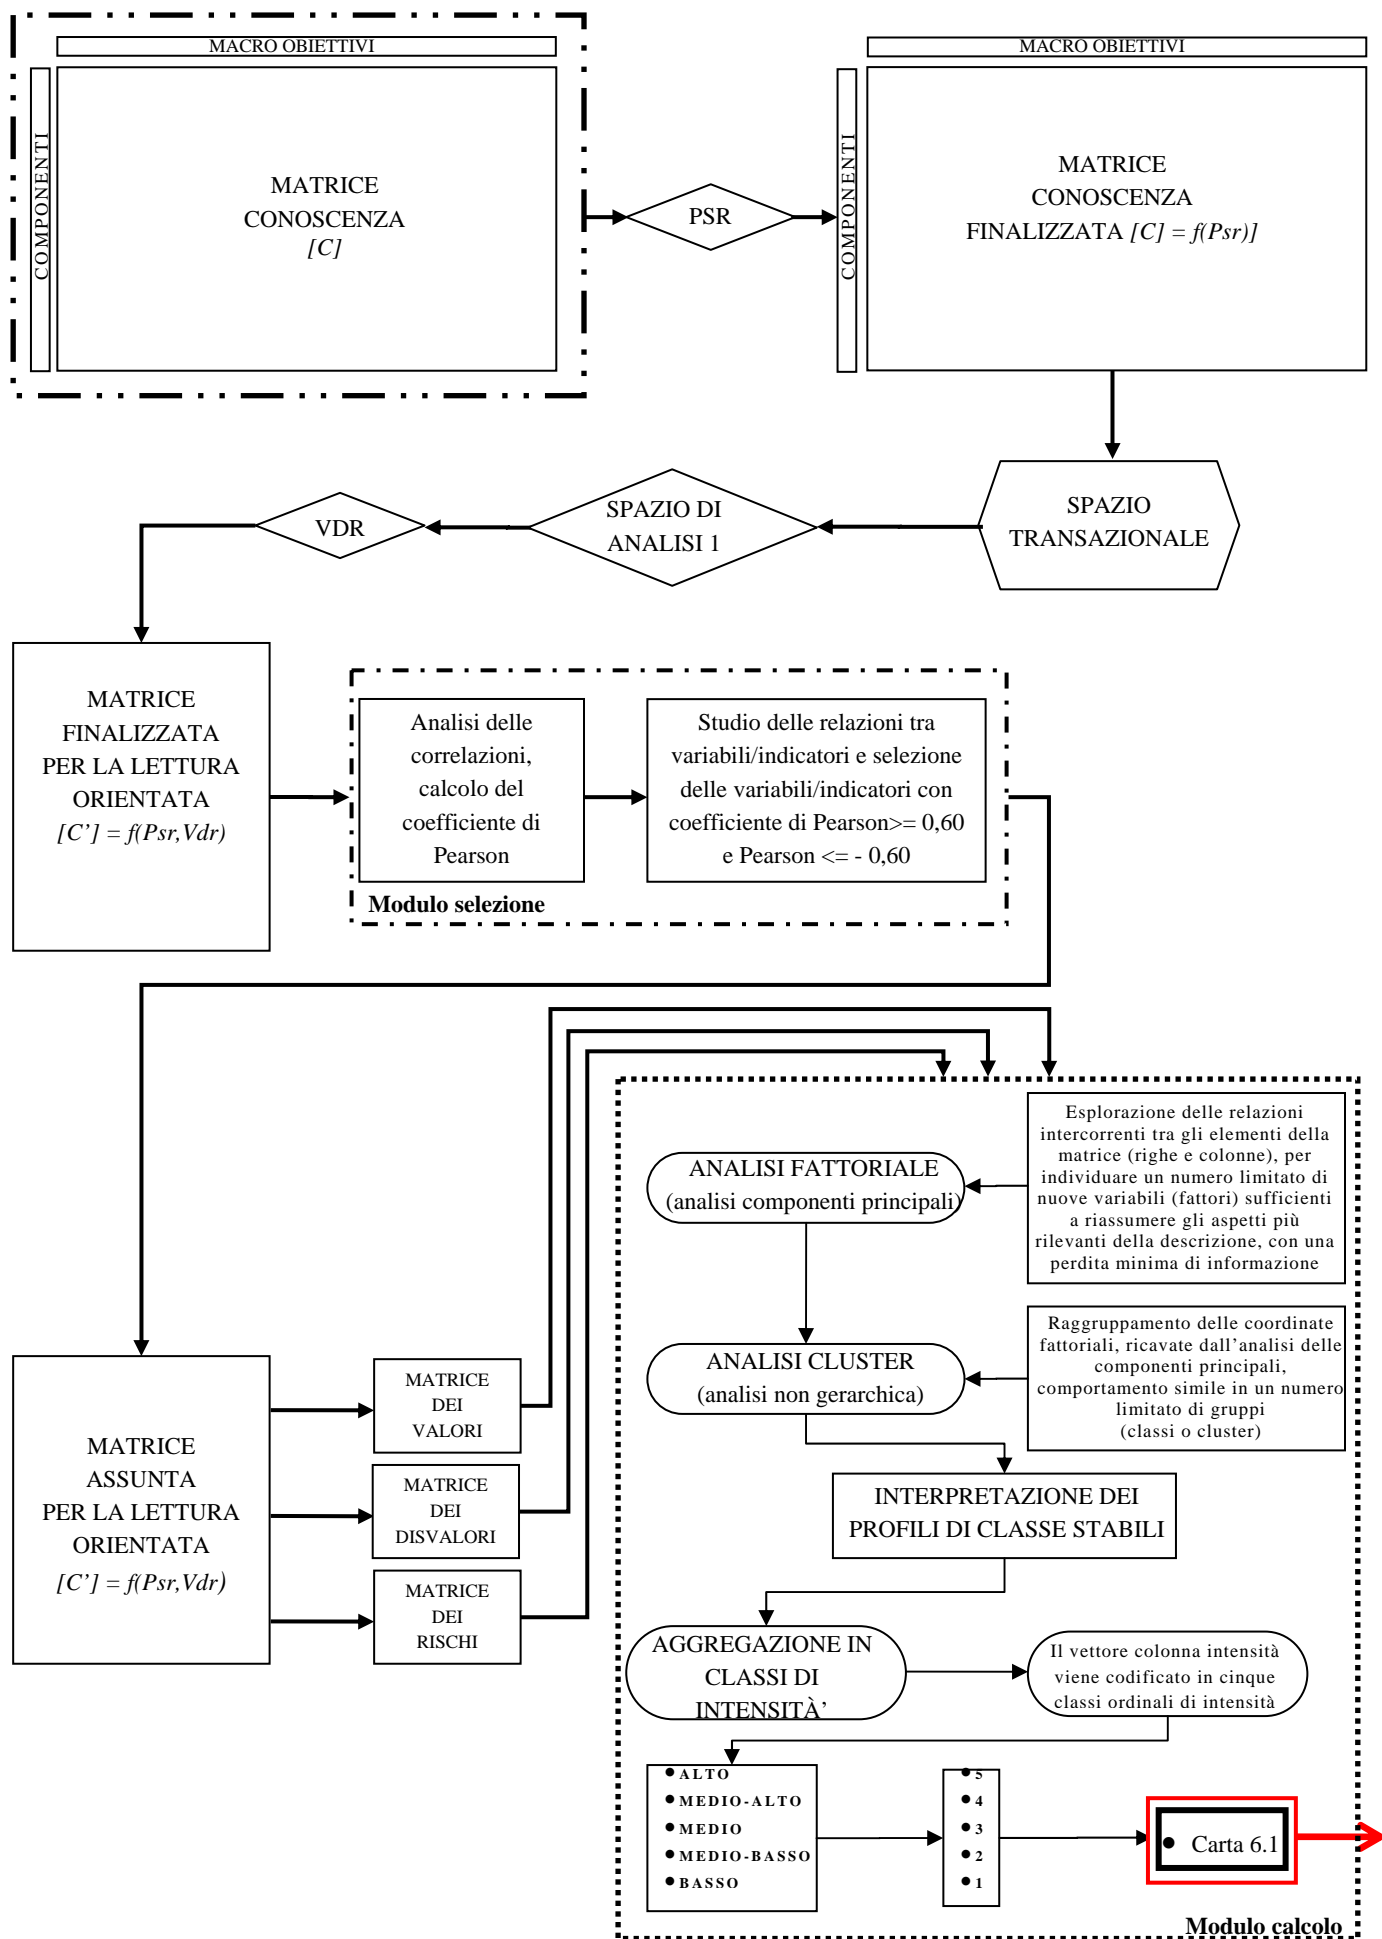 MACRO OBIETTIVI
COMPONENTI
MATRICE
CONOSCENZA
[C]
PSR
MACRO OBIETTIVI
COMPONENTI
MATRICE
CONOSCENZA
FINALIZZATA [C] = f(Psr)]
SPAZIO
TRANSAZIONALE
SPAZIO DI
ANALISI 1
VDR
MATRICE
FINALIZZATA
PER LA LETTURA
ORIENTATA
[C’] = f(Psr,Vdr)
Analisi delle
correlazioni,
calcolo del
coefficiente di
Pearson
Studio delle relazioni tra
variabili/indicatori e selezione
delle variabili/indicatori con
coefficiente di Pearson>= 0,60
e Pearson <= - 0,60
Modulo selezione
MATRICE
ASSUNTA
PER LA LETTURA
ORIENTATA
[C’] = f(Psr,Vdr)
MATRICE
DEI
VALORI
MATRICE
DEI
DISVALORI
MATRICE
DEI
RISCHI
ANALISI FATTORIALE
(analisi componenti principali)
Esplorazione delle relazioni
intercorrenti tra gli elementi della
matrice (righe e colonne), per
individuare un numero limitato di
nuove variabili (fattori) sufficienti
a riassumere gli aspetti più
rilevanti della descrizione, con una
perdita minima di informazione
ANALISI CLUSTER
(analisi non gerarchica)
Raggruppamento delle coordinate
fattoriali, ricavate dall’analisi delle
componenti principali,
comportamento simile in un numero
limitato di gruppi
(classi o cluster)
INTERPRETAZIONE DEI
PROFILI DI CLASSE STABILI
AGGREGAZIONE IN
CLASSI DI
INTENSITÀ’
Il vettore colonna intensità
viene codificato in cinque
classi ordinali di intensità
• ALTO
• MEDIO-ALTO
• MEDIO
• MEDIO-BASSO
• BASSO
• 5
• 4
• 3
• 2
• 1
• Carta 6.1
Modulo calcolo